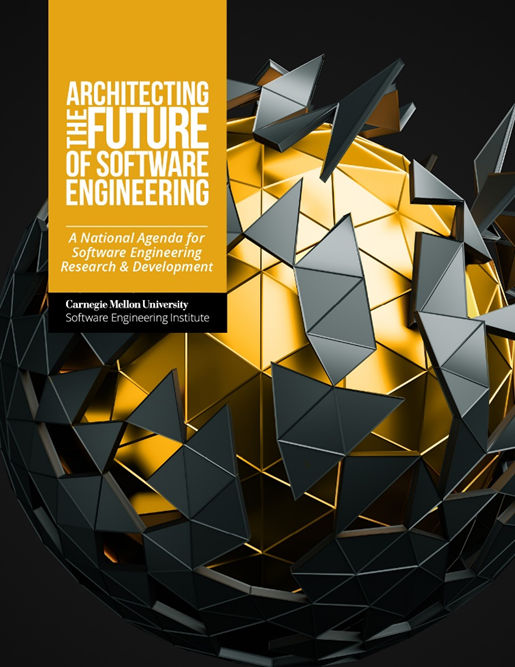 ARCHITECTING
THE FUTURE
OF SOFTWARE
ENGINEERING
A National Agenda for
Software Engineering
Research & Development
Carnegie Mellon University
Software Engineering Institute